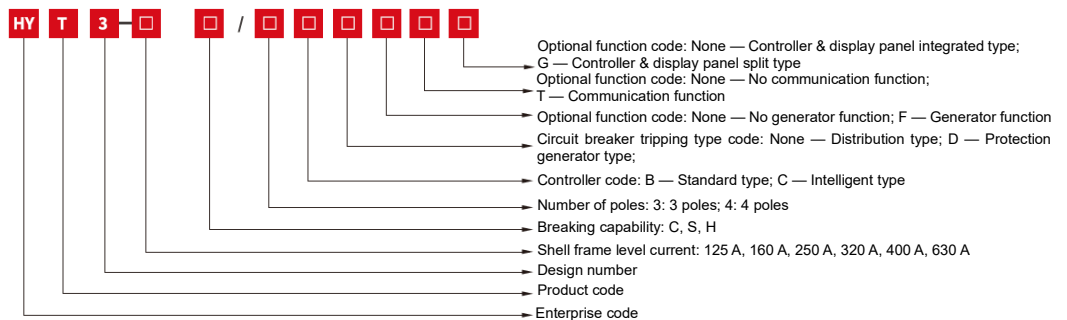 HY T 3-□ □ / □ □ □ □ □ □
Optional function code: None — Controller & display panel integrated type;
G — Controller & display panel split type
Optional function code: None — No communication function;
T — Communication function
Optional function code: None — No generator function; F — Generator function
Circuit breaker tripping type code: None — Distribution type; D — Protection
generator type;
Controller code: B — Standard type; C — Intelligent type
Number of poles: 3: 3 poles; 4: 4 poles
Breaking capability: C, S, H
Shell frame level current: 125 A, 160 A, 250 A, 320 A, 400 A, 630 A
Design number
Product code
Enterprise code